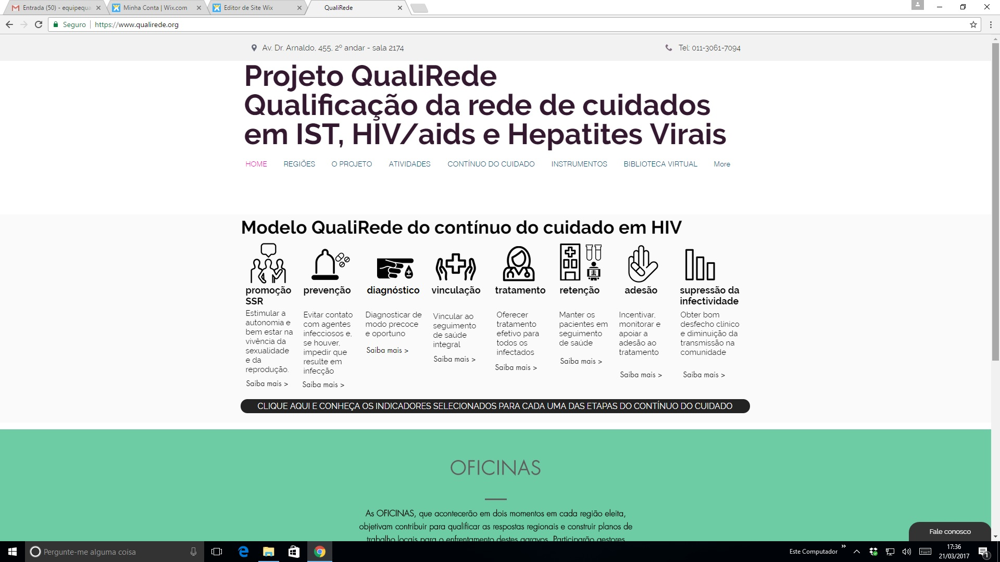 Entrada (50) - equipequa
Minha Conta | Wix.com
Editor de Site Wix
QualiRede
Seguro
https://www.qualirede.org
Av. Dr. Arnaldo, 455, 2º andar - sala 2174
Tel: 011-3061-7094
Projeto QualiRede
Qualificação da rede de cuidados
em IST, HIV/aids e Hepatites Virais
HOME
REGIÕES
O PROJETO
ATIVIDADES
CONTÍNUO DO CUIDADO
INSTRUMENTOS
BIBLIOTECA VIRTUAL
More
Modelo QualiRede do contínuo do cuidado em HIV
promoção
SSR
Estimular a
autonomia e
bem estar na
vivência da
sexualidade
e da
reprodução.
Saiba mais >
prevenção
Evitar contato
com agentes
infecciosos e,
se houver,
impedir que
resulte em
infecção
Saiba mais >
diagnóstico
Diagnosticar de
modo precoce
e oportuno
Saiba mais >
vinculação
Vincular ao
seguimento
de saúde
integral
Saiba mais >
tratamento
Oferecer
tratamento
efetivo para
todos os
infectados
Saiba mais >
retenção
Manter os
pacientes em
seguimento
de saúde
Saiba mais >
adesão
Incentivar,
monitorar e
apoiar a
adesão ao
tratamento
Saiba mais >
supressão da
infectividade
Obter bom
desfecho clínico
e diminuição da
transmissão na
comunidade
Saiba mais >
CLIQUE AQUI E CONHEÇA OS INDICADORES SELECIONADOS PARA CADA UMA DAS ETAPAS DO CONTÍNUO DO CUIDADO
OFICINAS
As OFICINAS, que acontecerão em dois momentos em cada região eleita,
objetivam contribuir para qualificar as respostas regionais e construir planos de
trabalho locais para o enfrentamento destes agravos. Participarão gestores,
Fale conosco
Pergunte-me alguma coisa
Este Computador
17:36
21/03/2017
1